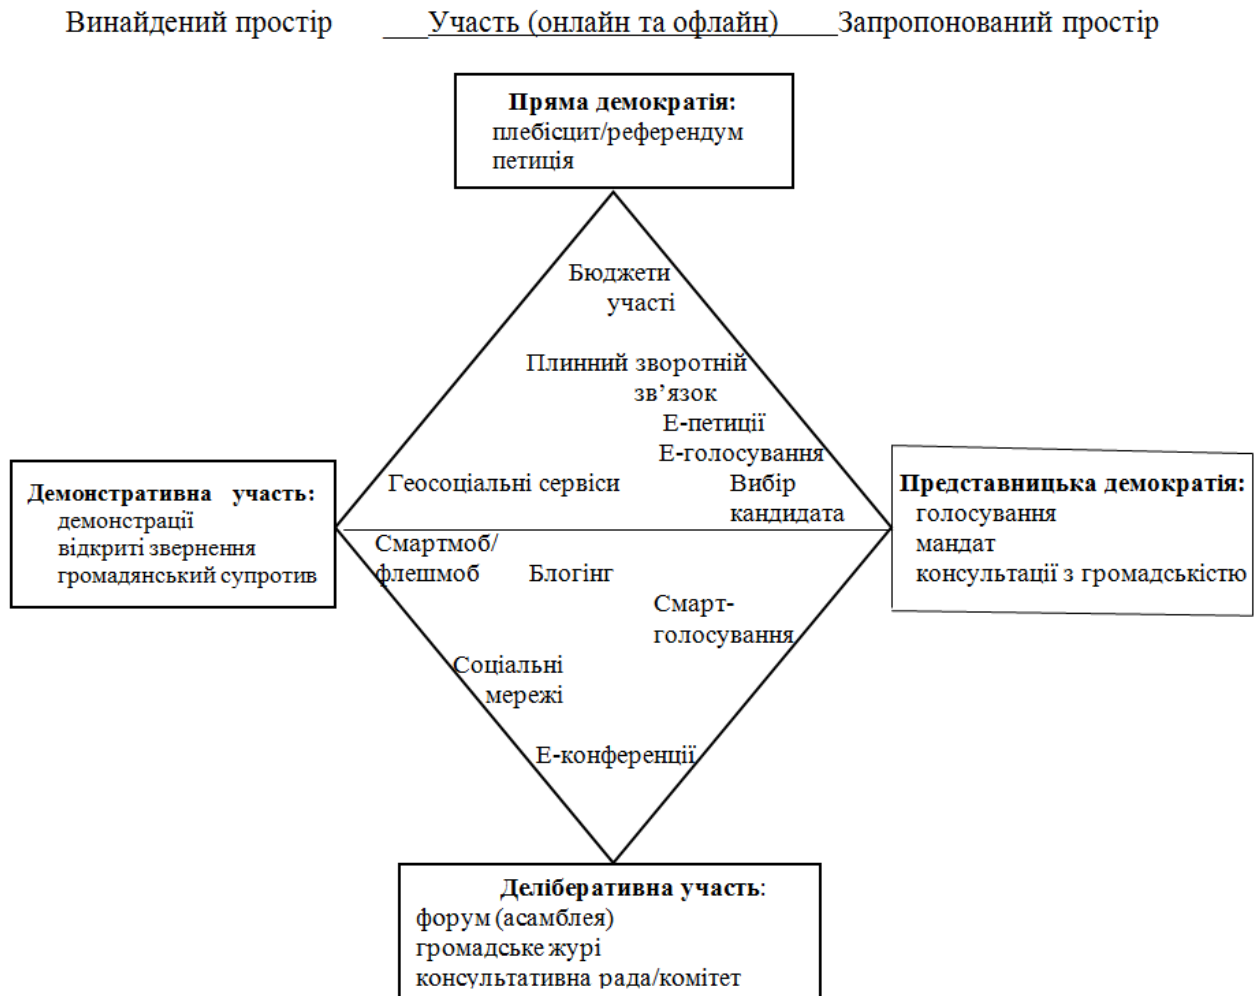 Винайдений простір Участь (онлайн та офлайн) Запропонований простір
Пряма демократія:
плебісцит/референдум
петиція
Бюджети
участі
Плинний зворотній
зв’язок
Е-петиції
Е-голосування
Геосоціальні сервіси
Вибір
кандидата
Демонстративна участь:
демонстрації
відкриті звернення
громадянський супротив
Представницька демократія:
голосування
мандат
консультації з громадськістю
Смартмоб/
флешмоб
Блогінг
Смарт-
голосування
Соціальні
мережі
Е-конференції
Деліберативна участь:
форум (асамблея)
громадське журі
консультативна рада/комітет